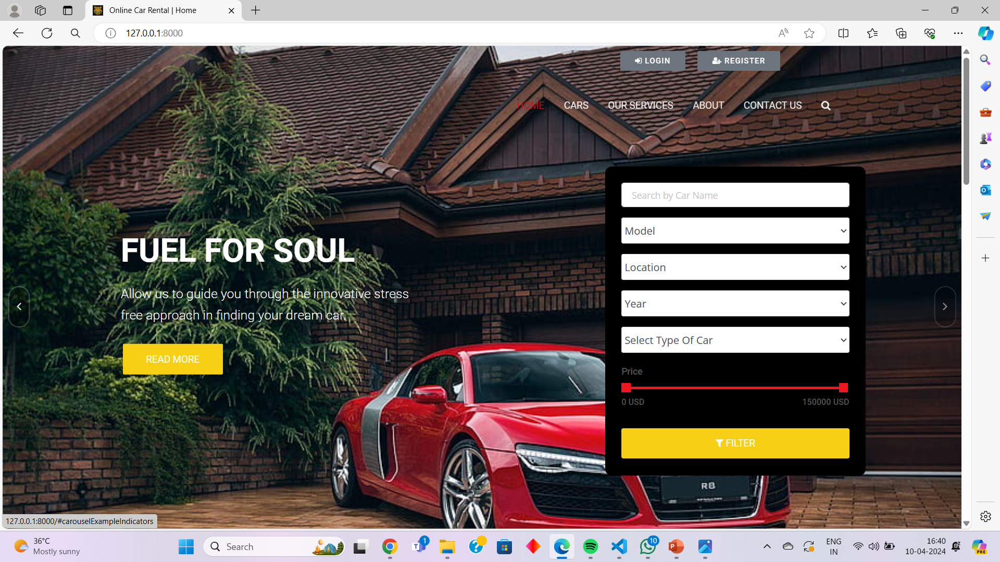 Online Car Rental | Home
127.0.0.1:8000
LOGIN
REGISTER
HOME
CARS
OUR SERVICES
ABOUT
CONTACT US
Search by Car Name
Model
Location
Year
Select Type Of Car
Price
0 USD
150000 USD
FILTER
FUEL FOR SOUL
Allow us to guide you through the innovative stress
free approach in finding your dream car.
READ MORE
R8
127.0.0.1:8000/#carouselExampleIndicators
36°C
Mostly sunny
Search
1
10
ENG
IN
16:40
10-04-2024
PRE